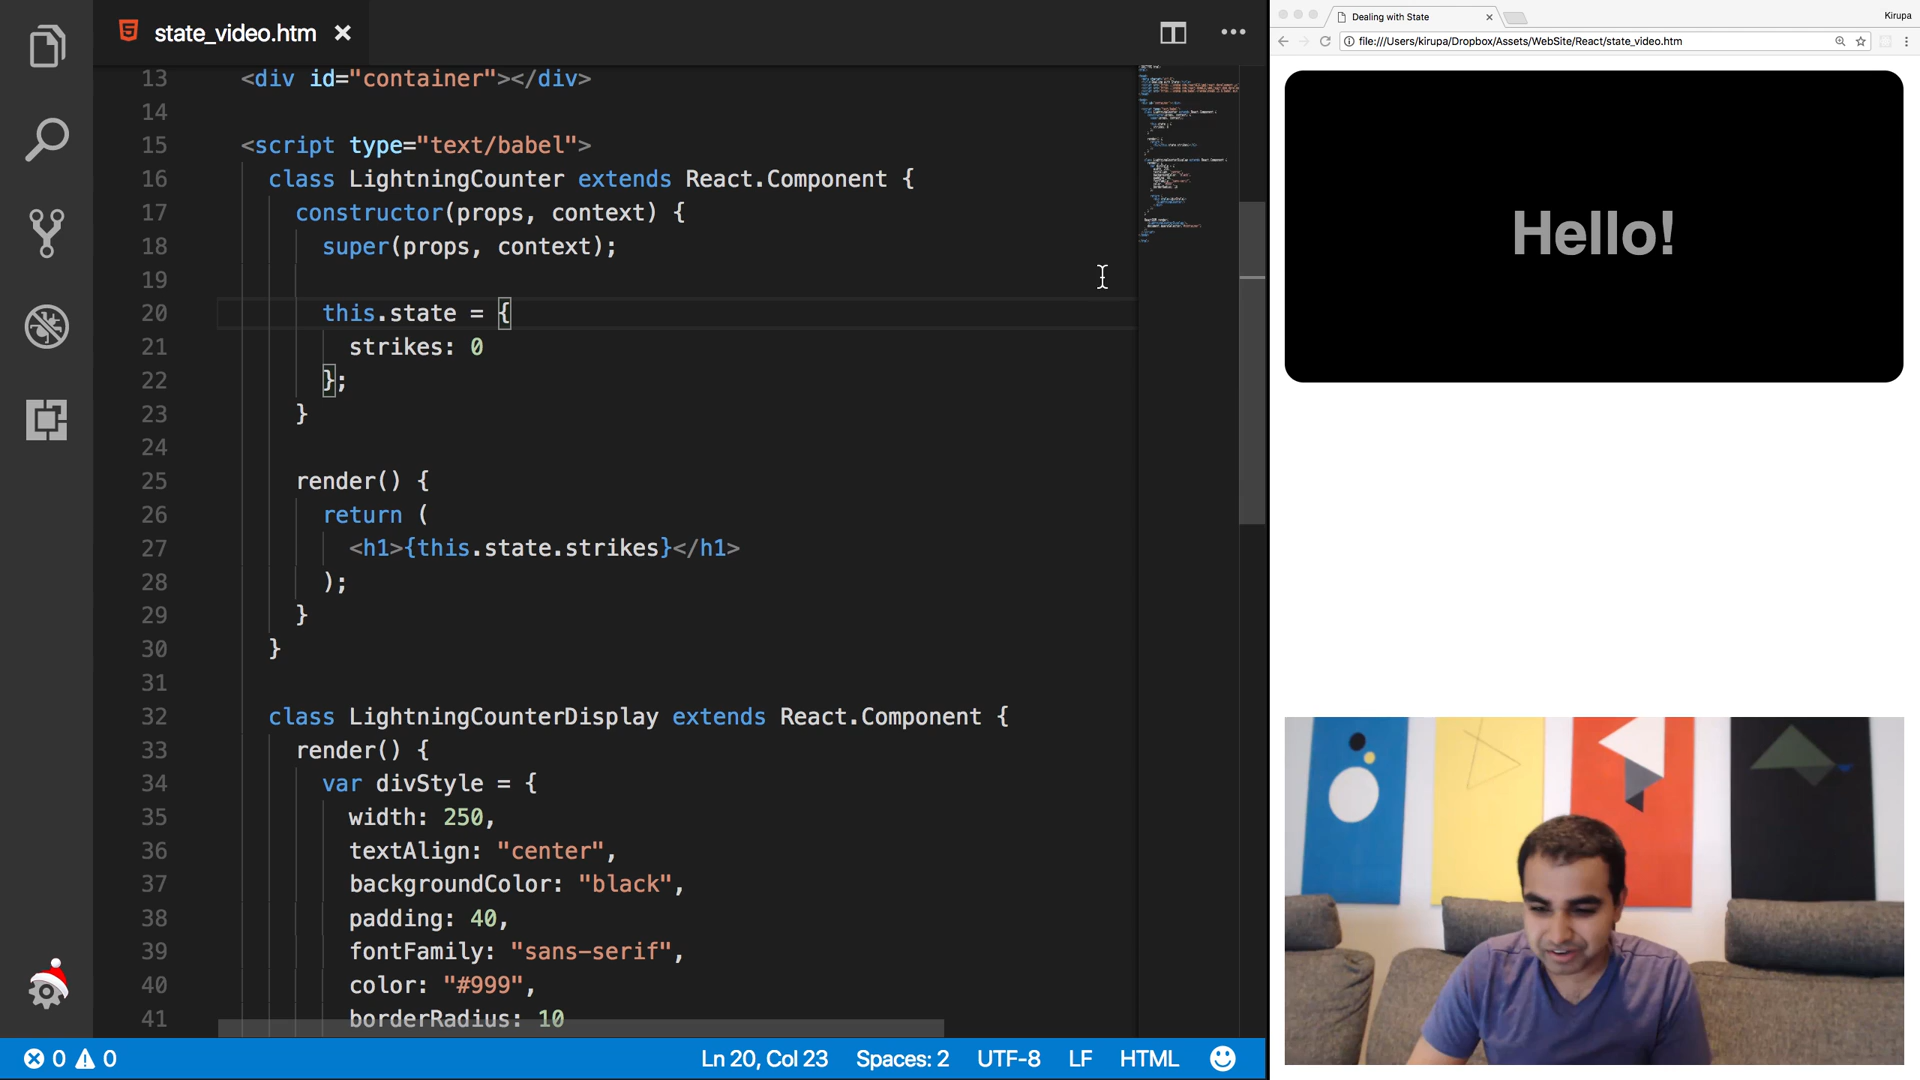 state_video.htm
13 <div id="container"></div>
14
15 <script type="text/babel">
16 class LightningCounter extends React.Component {
17 constructor(props, context) {
18 super(props, context);
19
20 this.state = {
21 strikes: 0
22 };
23 }
24
25 render() {
26 return (
27 <h1>{this.state.strikes}</h1>
28 );
29 }
30 }
31
32 class LightningCounterDisplay extends React.Component {
33 render() {
34 var divStyle = {
35 width: 250,
36 textAlign: "center",
37 backgroundColor: "black",
38 padding: 40,
39 fontFamily: "sans-serif",
40 color: "#999",
41 borderRadius: 10
0 0
Ln 20, Col 23 Spaces: 2 UTF-8 LF HTML
Dealing with State
Kirupa
file:///Users/kirupa/Dropbox/Assets/WebSite/React/state_video.htm
Hello!